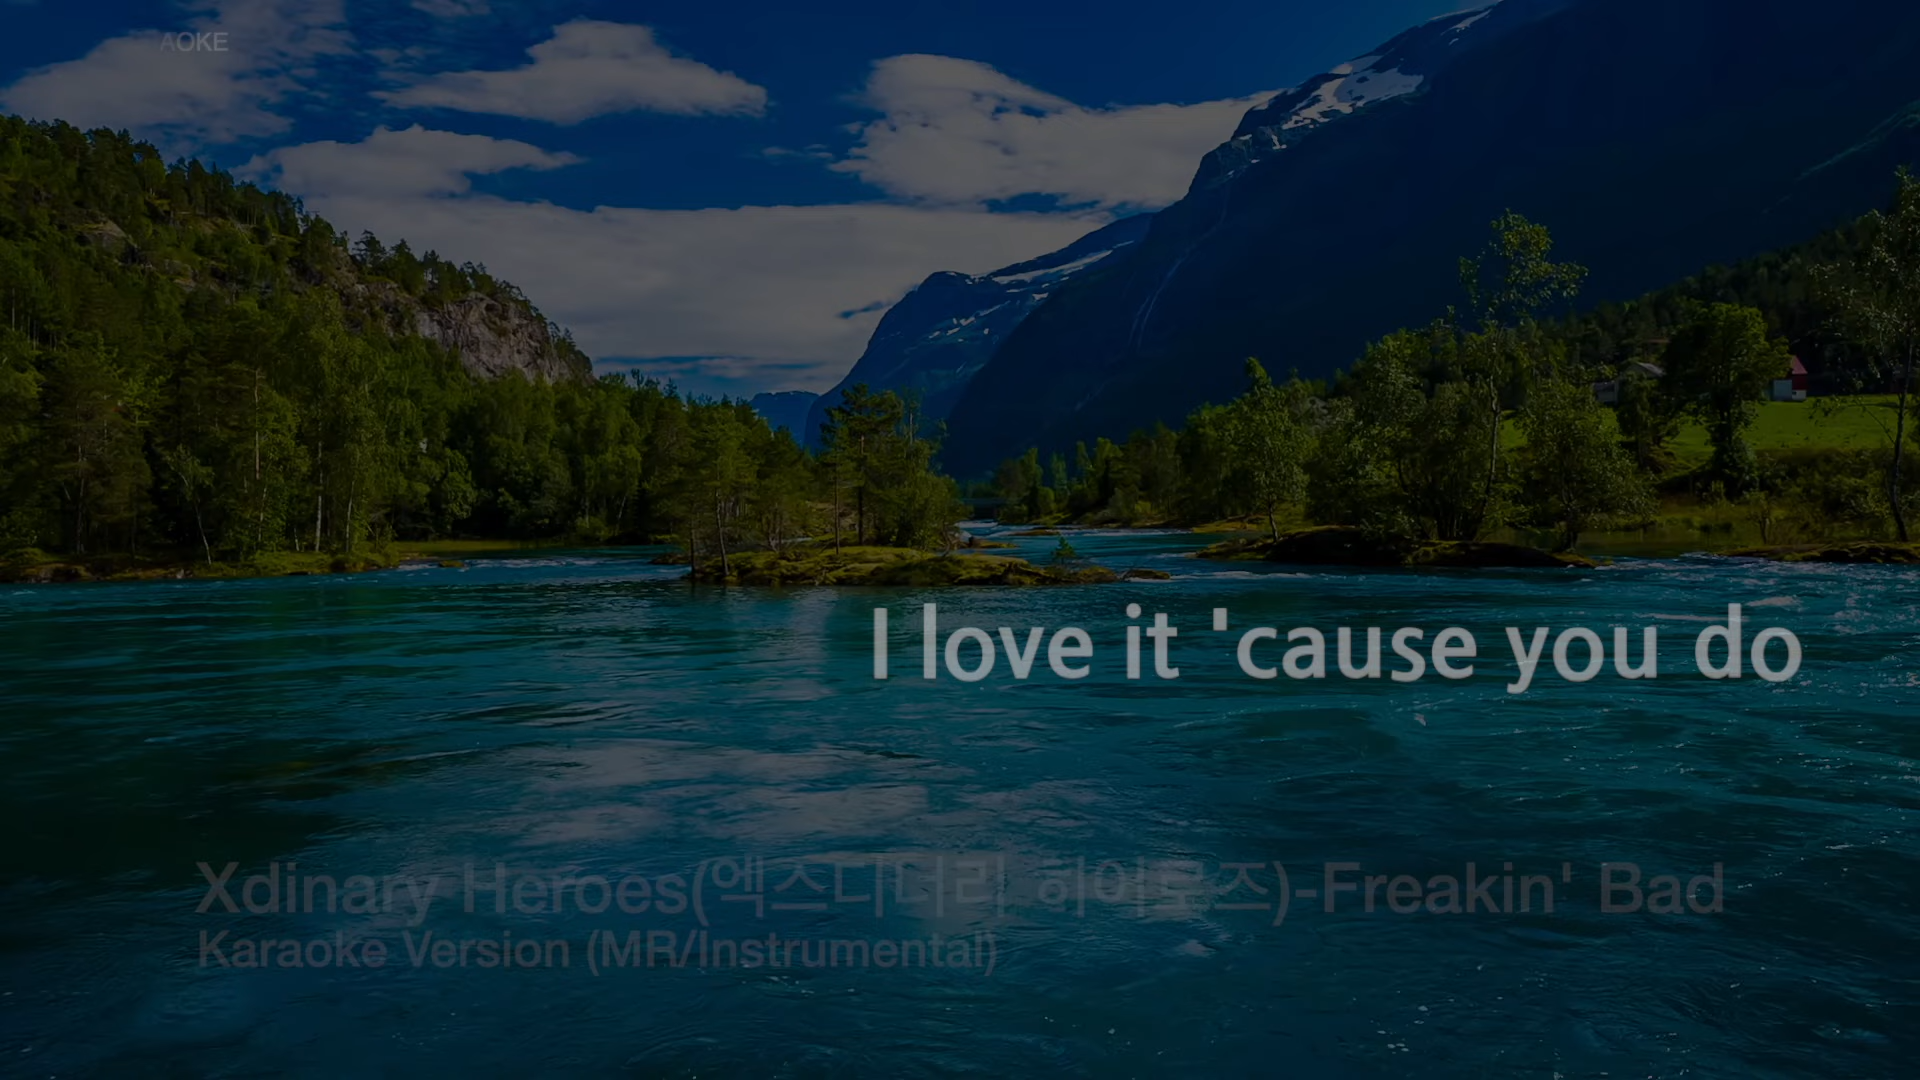 AOKE
I love it 'cause you do
Xdinary Heroes(엑스디너리 히어로즈)-Freakin' Bad
Karaoke Version (MR/Instrumental)